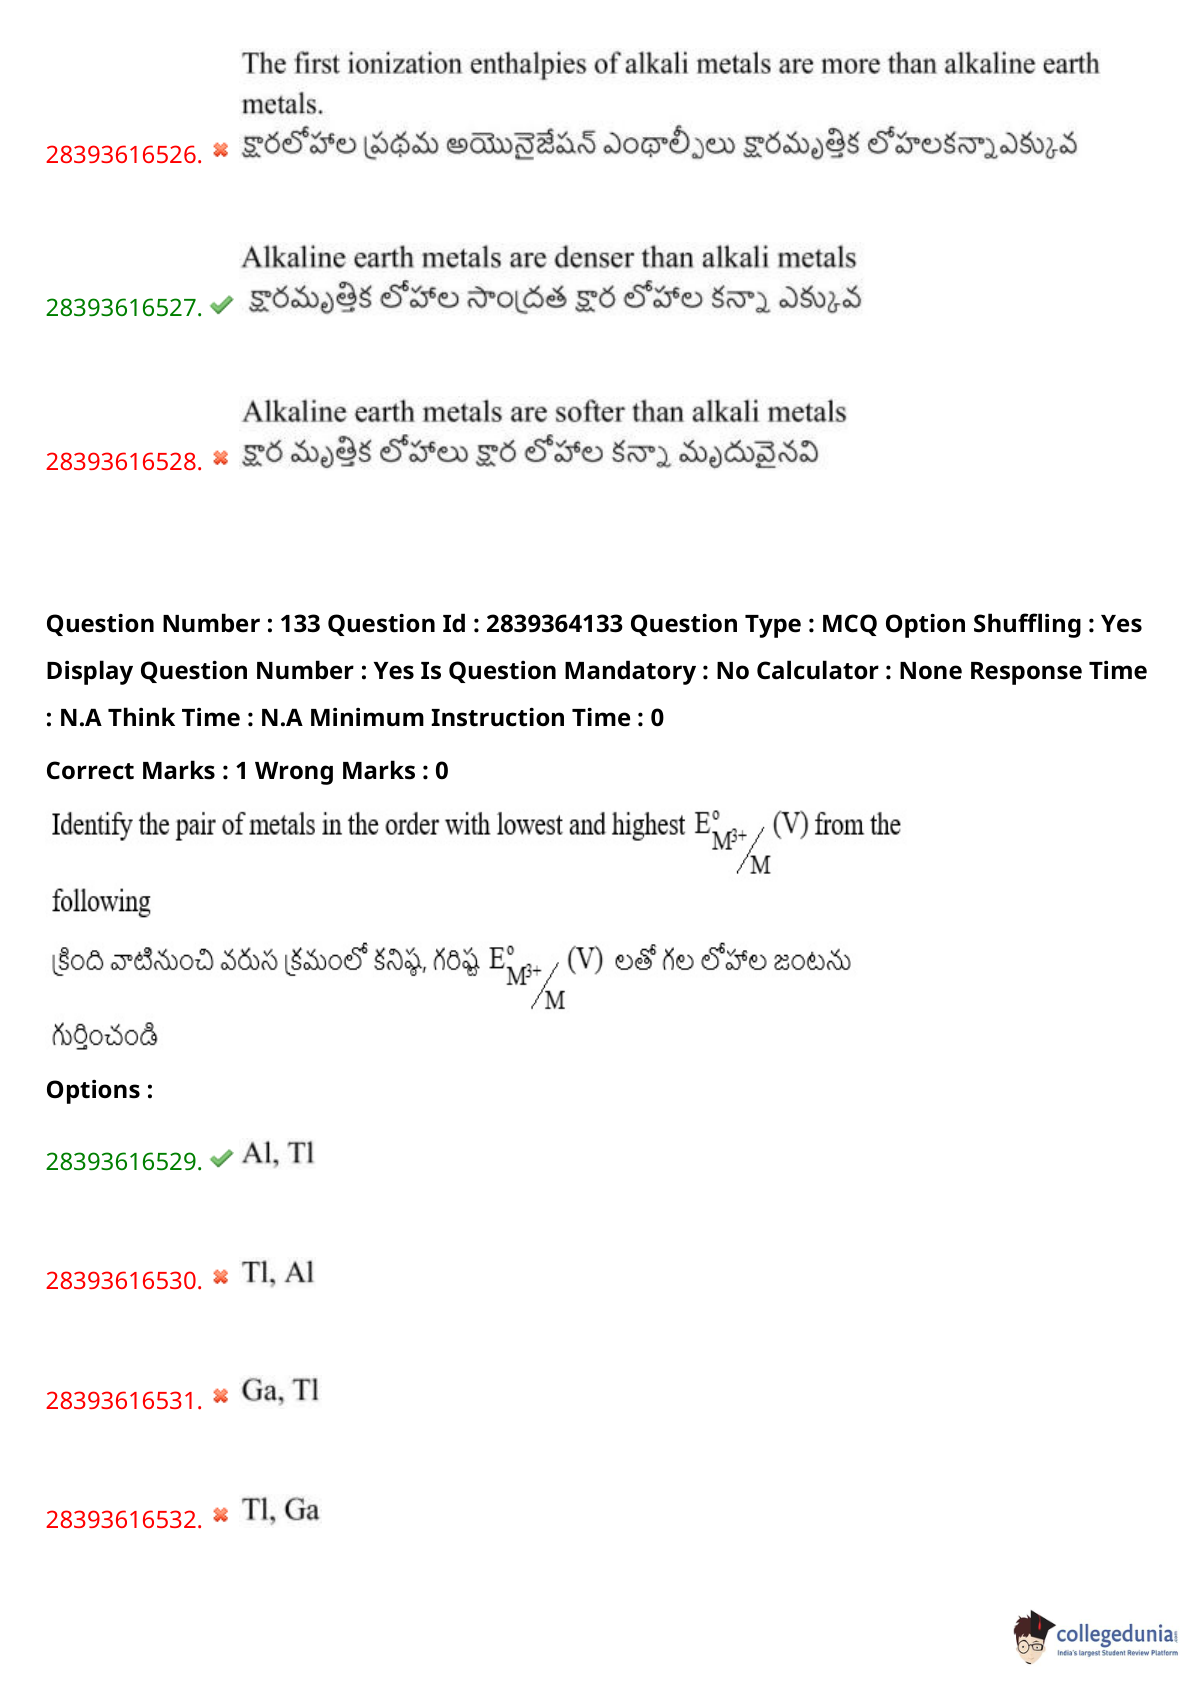 The first ionization enthalpies of alkali metals are more than alkaline earth
metals.
28393616526. క్షారలోహాల ప్రథమ అయొనైజేషన్ ఎంథాల్పీలు క్షారమృత్తిక లోహలకన్నాఎక్కువ
Alkaline earth metals are denser than alkali metals
28393616527. క్షారమృత్తిక లోహాల సాంద్రత క్షార లోహాల కన్నా ఎక్కువ
Alkaline earth metals are softer than alkali metals
28393616528. క్షార మృత్తిక లోహాలు క్షార లోహాల కన్నా మృదువైనవి
Question Number : 133 Question Id : 2839364133 Question Type : MCQ Option Shuffling : Yes
Display Question Number : Yes Is Question Mandatory : No Calculator : None Response Time
: N.A Think Time : N.A Minimum Instruction Time : 0
Correct Marks : 1 Wrong Marks : 0
Identify the pair of metals in the order with lowest and highest E°M³⁺/M (V) from the
following
క్రింది వాటినుంచి వరుస క్రమంలో కనిష్ఠ, గరిష్ట E°M³⁺/M (V) లతో గల లోహాల జంటను
గుర్తించండి
Options :
28393616529. Al, Tl
28393616530. Tl, Al
28393616531. Ga, Tl
28393616532. Tl, Ga
collegedunia
India's largest Student Review Platform